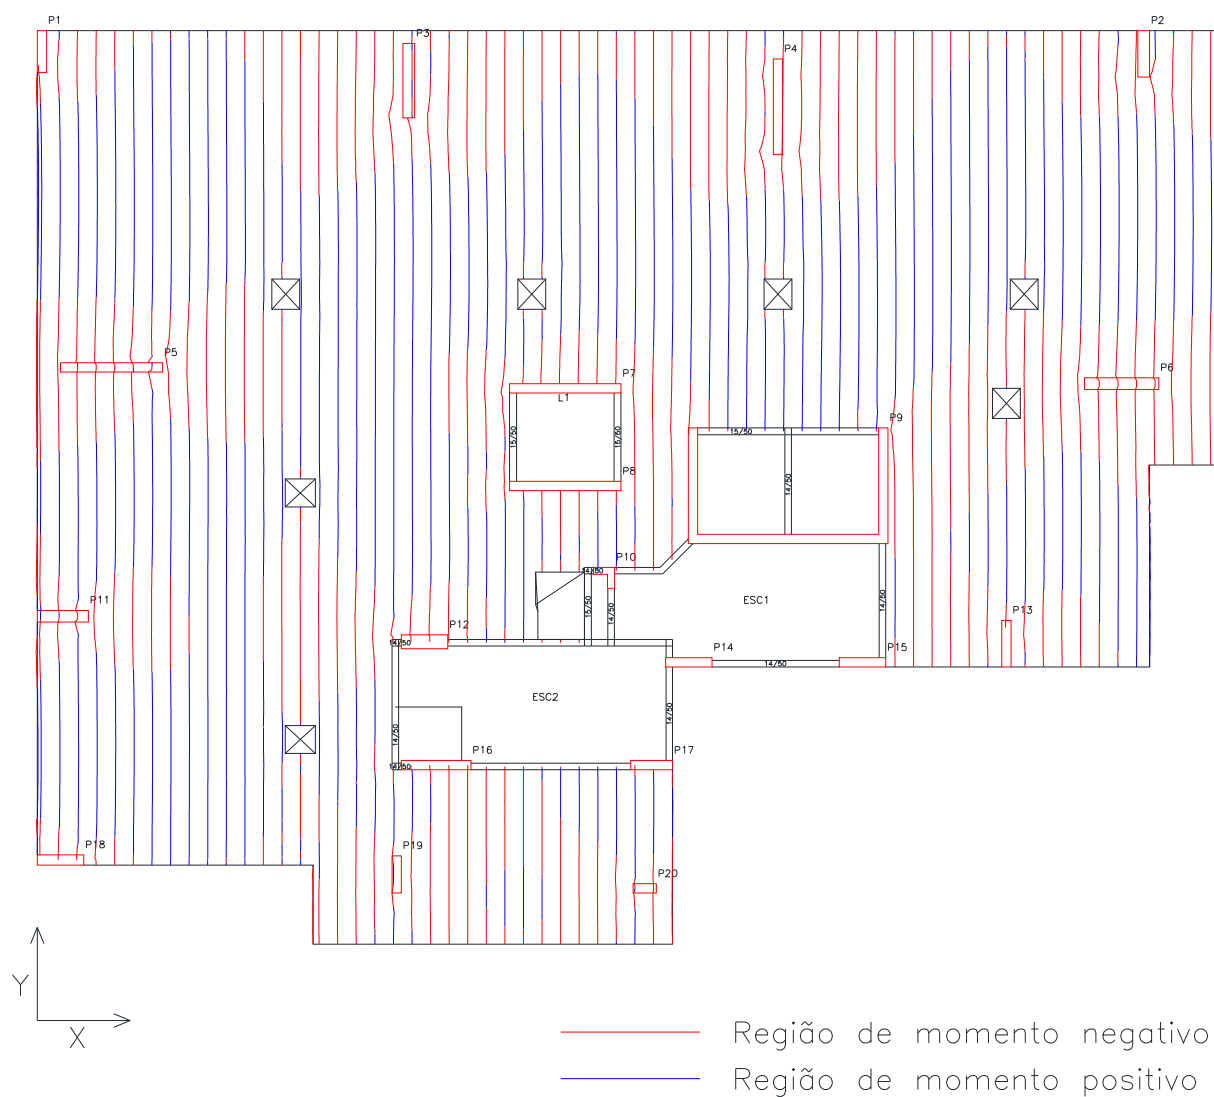 P1
P2
P3
P4
P5
P6
P7
L1
15/50
15/50
P8
P9
15/50
14/50
P10
14/50
15/50
14/50
ESC1
14/50
P11
P12
14/50
P13
P14
P15
14/50
ESC2
14/50
14/50
P16
P17
14/50
P18
P19
P20
Y
X
Região de momento negativo
Região de momento positivo